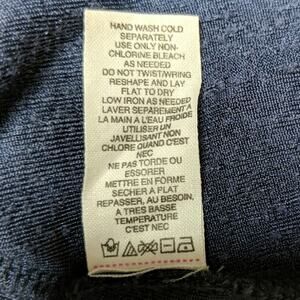 HAND WASH COLD
SEPARATELY
USE ONLY NON-
CHLORINE BLEACH
AS NEEDED
DO NOT TWIST/WRING
RESHAPE AND LAY
FLAT TO DRY
LOW IRON AS NEEDED
LAVER SEPAREMENT A
LA MAIN A L'EAU FROIDE
UTILISER UN
JAVELLISANT NON
CHLORE QUAND C'EST
NEC
NE PAS TORDE OU
ESSORER
METTRE EN FORME
SECHER A PLAT
REPASSER, AU BESOIN,
A TRES BASSE
TEMPERATURE
C'EST NEC